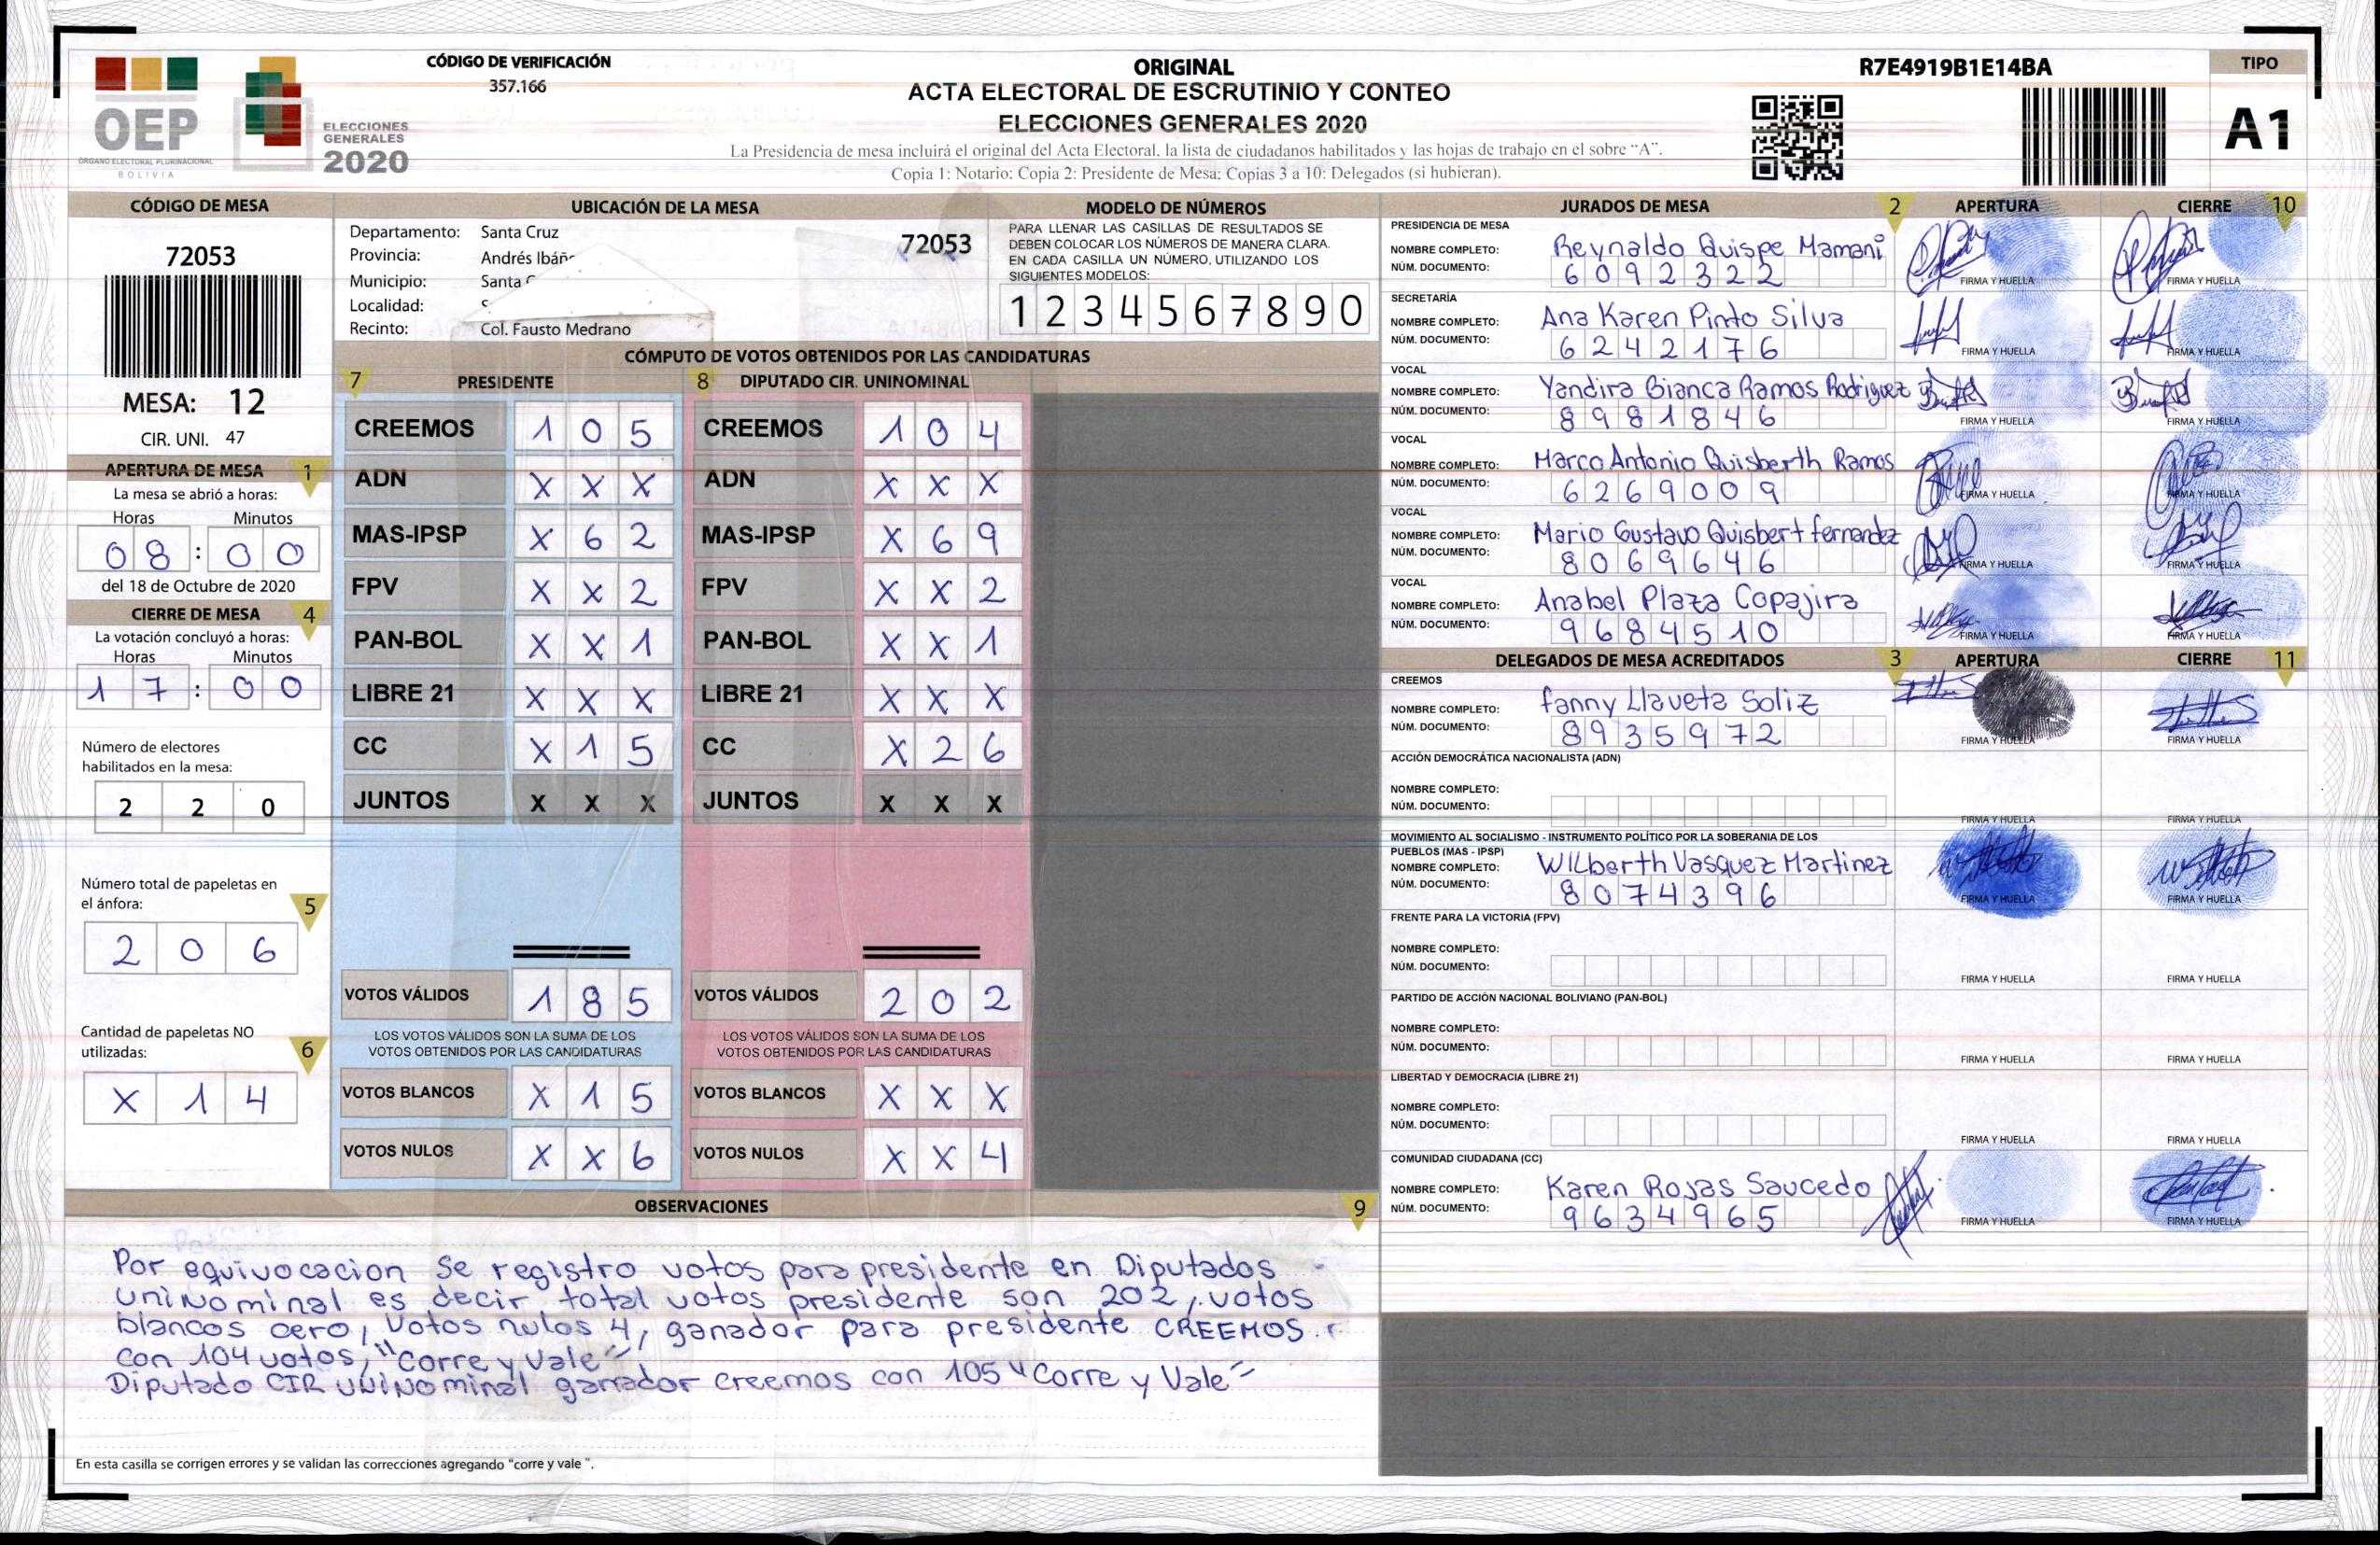 CÓDIGO DE VERIFICACIÓN
357.166
OEP
ÓRGANO ELECTORAL PLURINACIONAL
BOLIVIA
ELECCIONES
GENERALES
2020
ORIGINAL
ACTA ELECTORAL DE ESCRUTINIO Y CONTEO
ELECCIONES GENERALES 2020
La Presidencia de mesa incluirá el original del Acta Electoral, la lista de ciudadanos habilitados y las hojas de trabajo en el sobre “A”.
Copia 1: Notario; Copia 2: Presidente de Mesa; Copias 3 a 10: Delegados (si hubieran).
R7E4919B1E14BA
TIPO
A1
CÓDIGO DE MESA
72053
MESA: 12
CIR. UNI. 47
APERTURA DE MESA 1
La mesa se abrió a horas:
Horas Minutos
08 : 00
del 18 de Octubre de 2020
CIERRE DE MESA 4
La votación concluyó a horas:
Horas Minutos
17 : 00
Número de electores
habilitados en la mesa:
2 2 0
Número total de papeletas en
el ánfora: 5
2 0 6
Cantidad de papeletas NO
utilizadas: 6
X 1 4
UBICACIÓN DE LA MESA
Departamento: Santa Cruz
Provincia: Andrés
Municipio: Santa
Localidad:
Recinto: Col. Fausto Medrano
72053
MODELO DE NÚMEROS
PARA LLENAR LAS CASILLAS DE RESULTADOS SE
DEBEN COLOCAR LOS NÚMEROS DE MANERA CLARA.
EN CADA CASILLA UN NÚMERO, UTILIZANDO LOS
SIGUIENTES MODELOS:
1 2 3 4 5 6 7 8 9 0
CÓMPUTO DE VOTOS OBTENIDOS POR LAS CANDIDATURAS
7 PRESIDENTE
CREEMOS 1 0 5
ADN X X X
MAS-IPSP X 6 2
FPV X X 2
PAN-BOL X X 1
LIBRE 21 X X X
CC X 1 5
JUNTOS X X X
VOTOS VÁLIDOS 1 8 5
LOS VOTOS VÁLIDOS SON LA SUMA DE LOS
VOTOS OBTENIDOS POR LAS CANDIDATURAS
VOTOS BLANCOS X 1 5
VOTOS NULOS X X 6
8 DIPUTADO CIR. UNINOMINAL
CREEMOS 1 0 4
ADN X X X
MAS-IPSP X 6 9
FPV X X 2
PAN-BOL X X 1
LIBRE 21 X X X
CC X 2 6
JUNTOS X X X
VOTOS VÁLIDOS 2 0 2
LOS VOTOS VÁLIDOS SON LA SUMA DE LOS
VOTOS OBTENIDOS POR LAS CANDIDATURAS
VOTOS BLANCOS X X X
VOTOS NULOS X X 4
OBSERVACIONES 9
Por equivocacion se registro votos para presidente en Diputados
uniNominal es decir total votos presidente son 202, votos
blancos cero, Votos nulos 4, ganador para presidente CREEMOS
con 104 votos, "Corre y Vale"
Diputado CIR UNINominal ganador creemos con 105 "Corre y Vale"
En esta casilla se corrigen errores y se validan las correcciones agregando “corre y vale ”.
JURADOS DE MESA 2 APERTURA CIERRE 10
PRESIDENCIA DE MESA
NOMBRE COMPLETO: Reynaldo Quispe Mamani
NÚM. DOCUMENTO: 6092322
FIRMA Y HUELLA FIRMA Y HUELLA
SECRETARÍA
NOMBRE COMPLETO: Ana Karen Pinto Silva
NÚM. DOCUMENTO: 6242176
FIRMA Y HUELLA FIRMA Y HUELLA
VOCAL
NOMBRE COMPLETO: Yandira Bianca Ramos Rodriguez
NÚM. DOCUMENTO: 8981846
FIRMA Y HUELLA FIRMA Y HUELLA
VOCAL
NOMBRE COMPLETO: Marco Antonio Quisberth Ramos
NÚM. DOCUMENTO: 6269009
FIRMA Y HUELLA FIRMA Y HUELLA
VOCAL
NOMBRE COMPLETO: Mario Gustavo Quisbert fernandez
NÚM. DOCUMENTO: 8069646
FIRMA Y HUELLA FIRMA Y HUELLA
VOCAL
NOMBRE COMPLETO: Anabel Plaza Copajira
NÚM. DOCUMENTO: 9684510
FIRMA Y HUELLA FIRMA Y HUELLA
DELEGADOS DE MESA ACREDITADOS 3 APERTURA CIERRE 11
CREEMOS
NOMBRE COMPLETO: fanny Llaveta Soliz
NÚM. DOCUMENTO: 8935972
FIRMA Y HUELLA FIRMA Y HUELLA
ACCIÓN DEMOCRÁTICA NACIONALISTA (ADN)
NOMBRE COMPLETO:
NÚM. DOCUMENTO:
FIRMA Y HUELLA FIRMA Y HUELLA
MOVIMIENTO AL SOCIALISMO - INSTRUMENTO POLÍTICO POR LA SOBERANIA DE LOS
PUEBLOS (MAS - IPSP)
NOMBRE COMPLETO: WILberth Vasquez Martinez
NÚM. DOCUMENTO: 8074396
FIRMA Y HUELLA FIRMA Y HUELLA
FRENTE PARA LA VICTORIA (FPV)
NOMBRE COMPLETO:
NÚM. DOCUMENTO:
FIRMA Y HUELLA FIRMA Y HUELLA
PARTIDO DE ACCIÓN NACIONAL BOLIVIANO (PAN-BOL)
NOMBRE COMPLETO:
NÚM. DOCUMENTO:
FIRMA Y HUELLA FIRMA Y HUELLA
LIBERTAD Y DEMOCRACIA (LIBRE 21)
NOMBRE COMPLETO:
NÚM. DOCUMENTO:
FIRMA Y HUELLA FIRMA Y HUELLA
COMUNIDAD CIUDADANA (CC)
NOMBRE COMPLETO: Karen Rojas Saucedo
NÚM. DOCUMENTO: 9634965
FIRMA Y HUELLA FIRMA Y HUELLA